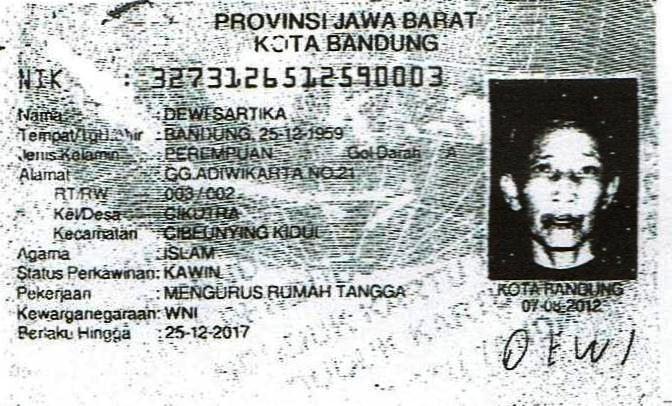 PROVINSI JAWA BARAT
KOTA BANDUNG
NIK : 3273126512590003
Nama : DEWI SARTIKA
Tempat/Tgl Lahir : BANDUNG, 25-12-1959
Jenis Kelamin : PEREMPUAN Gol Darah A
Alamat : GG.ADIWIKARTA NO.21
RT/RW : 003 / 002
Kel/Desa : CIKUTRA
Kecamatan : CIBEUNYING KIDUL
Agama : ISLAM
Status Perkawinan: KAWIN
Pekerjaan : MENGURUS RUMAH TANGGA
Kewarganegaraan: WNI
Berlaku Hingga : 25-12-2017
KOTA BANDUNG
07-08-2012
DEWI